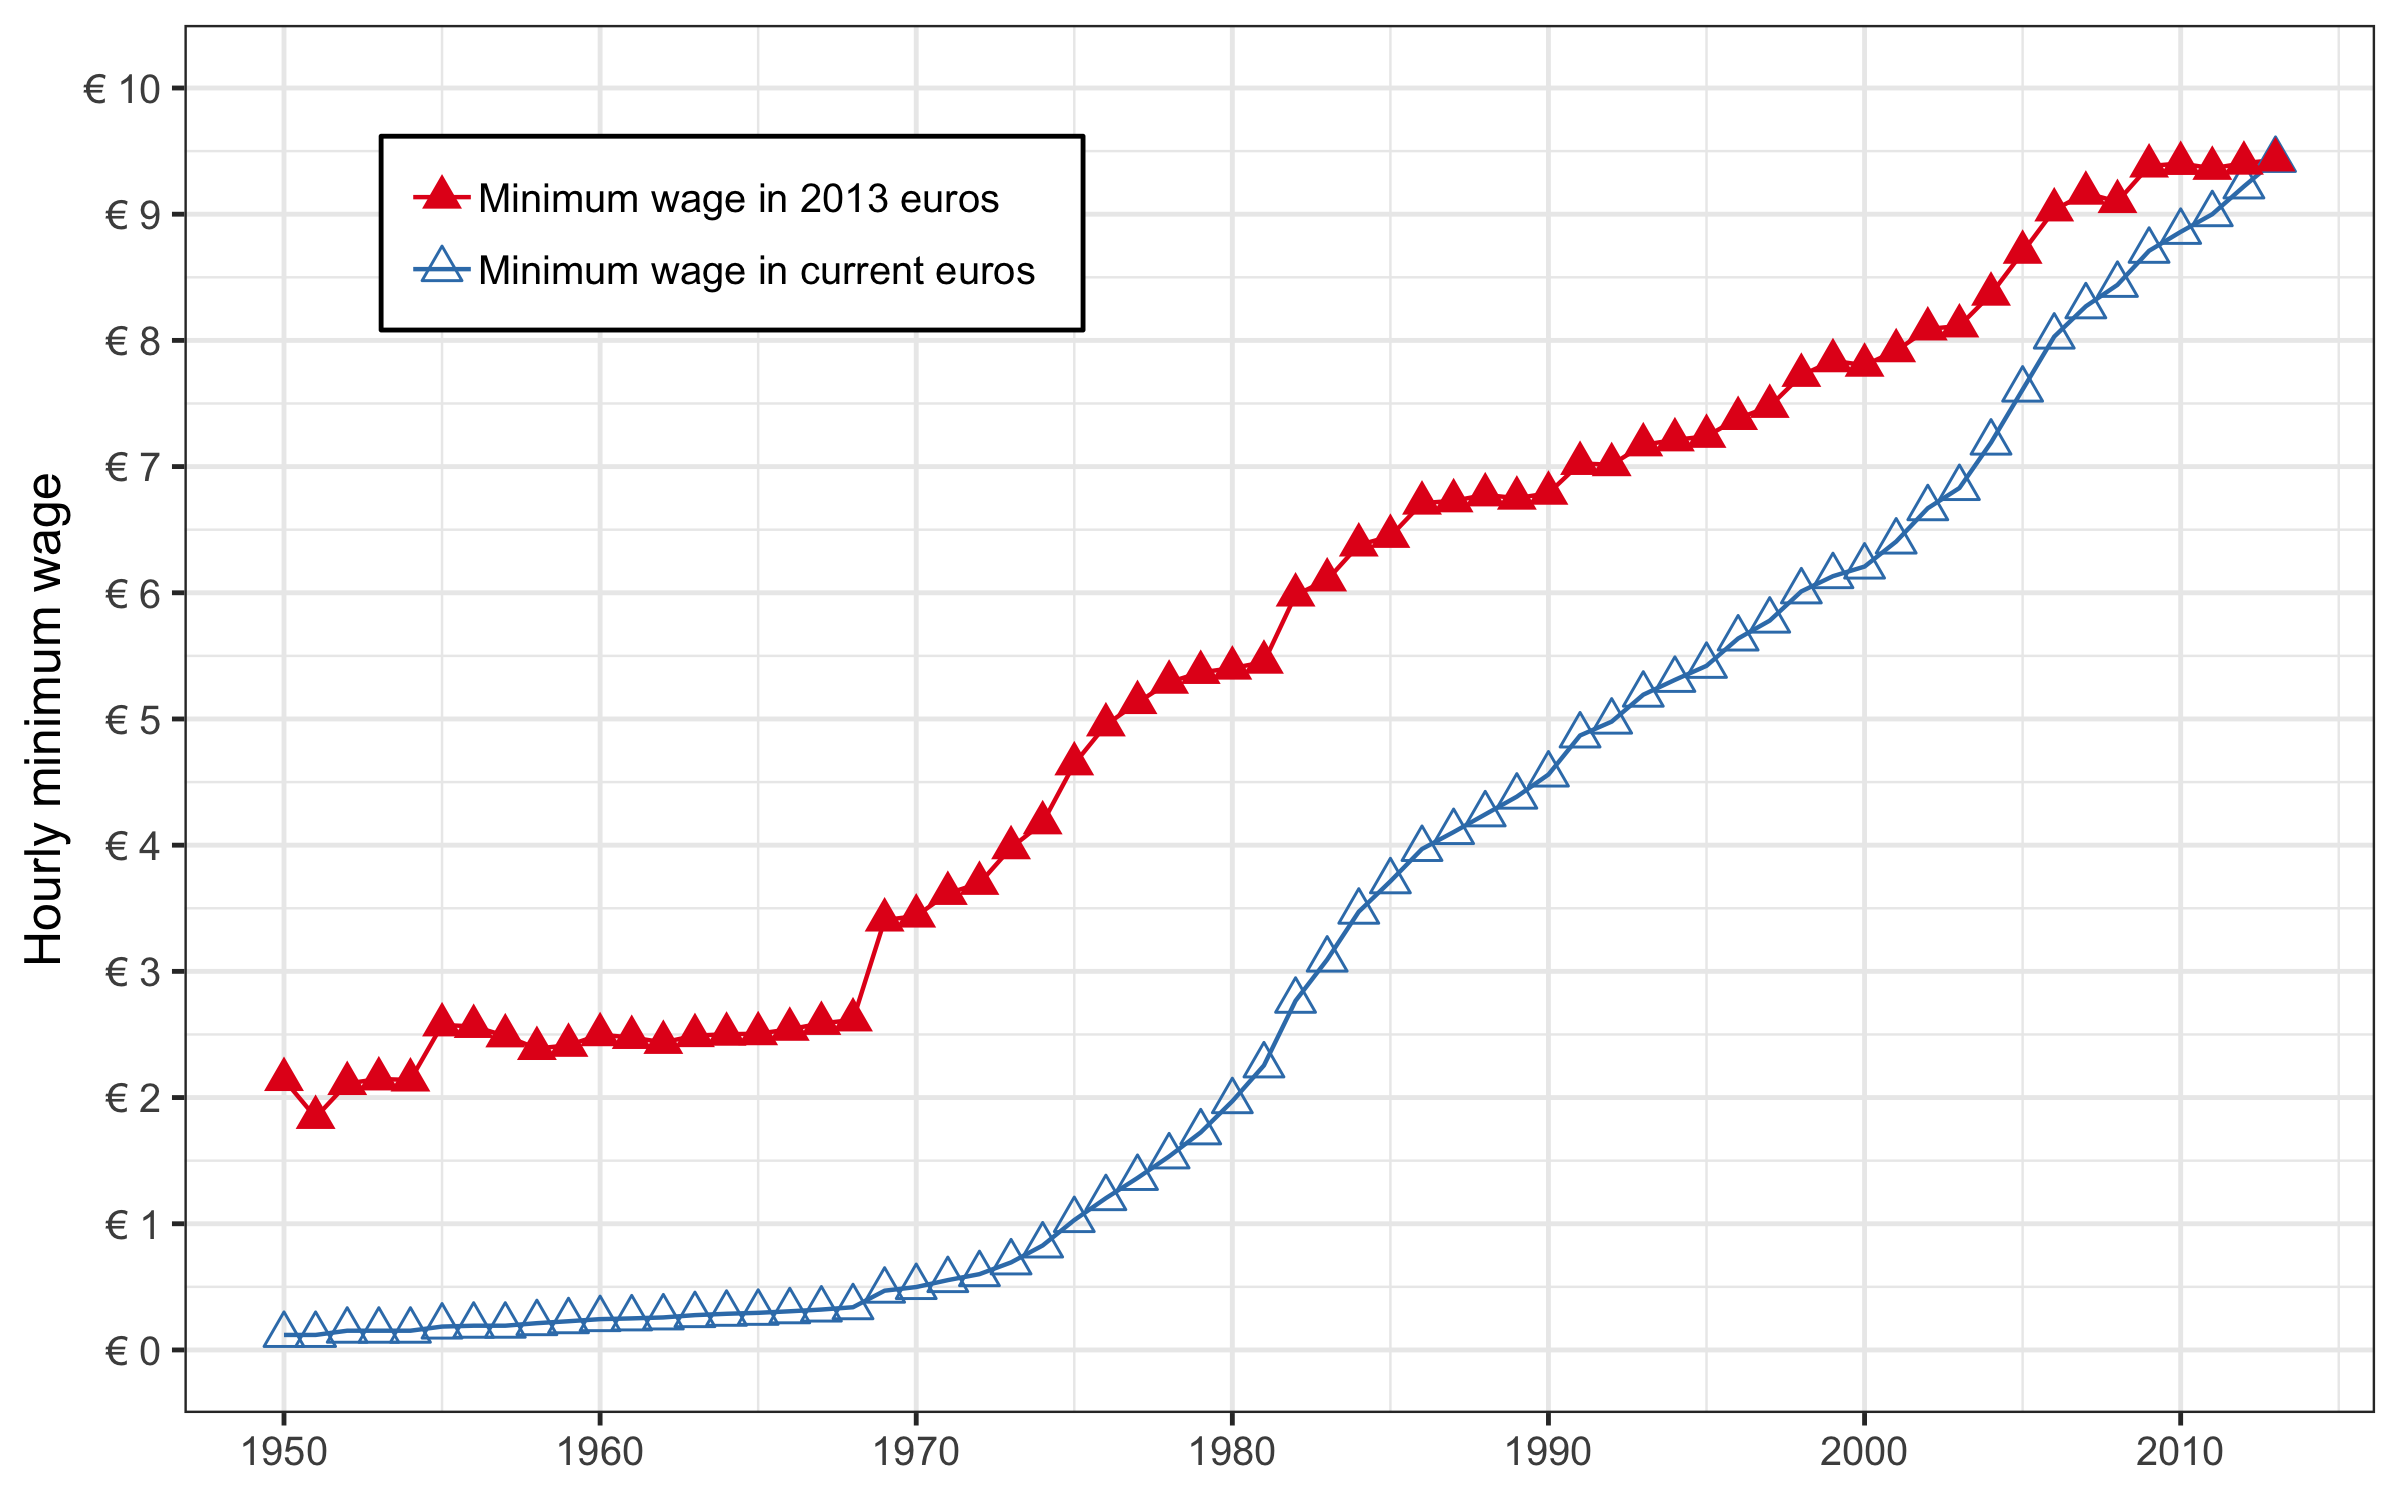 € 10
€ 9
€ 8
€ 7
€ 6
€ 5
€ 4
€ 3
€ 2
€ 1
€ 0
Hourly minimum wage
Minimum wage in 2013 euros
Minimum wage in current euros
1950 1960 1970 1980 1990 2000 2010